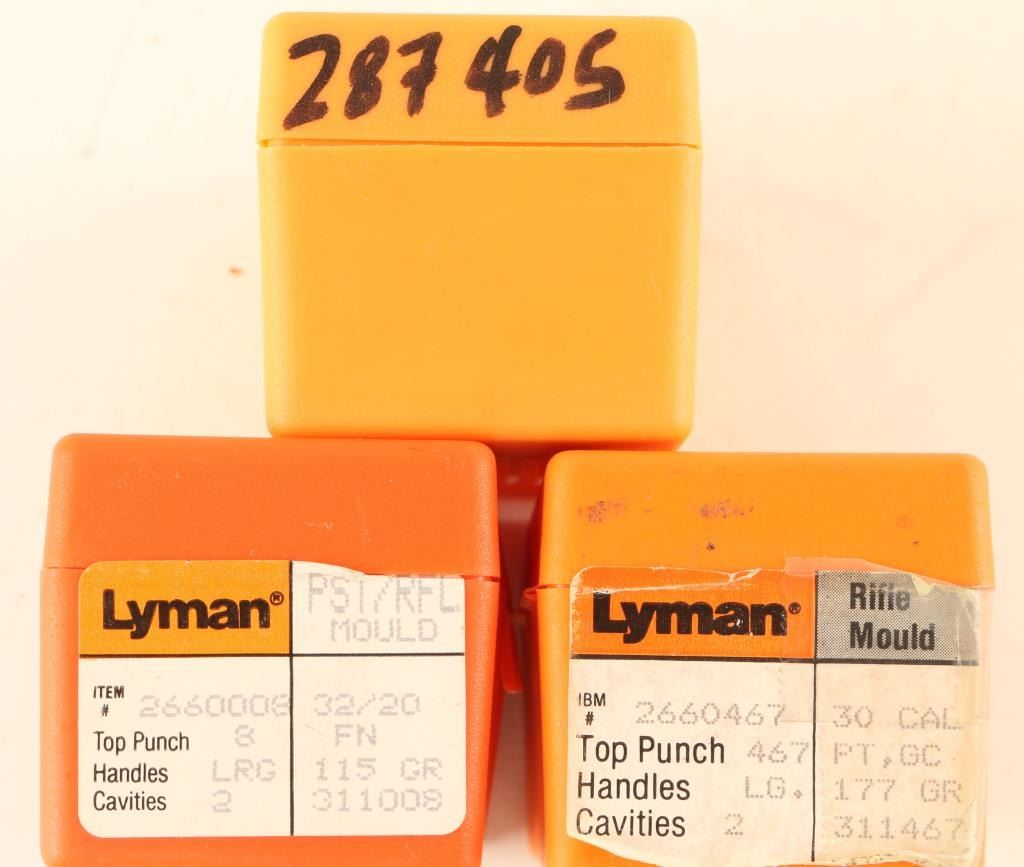 287405
Lyman®
PST/RFL
MOULD
ITEM
# 2660008 32/20
Top Punch 8 FN
Handles LRG 115 GR
Cavities 2 311008
Lyman®
Rifle
Mould
IBM
# 2660467 30 CAL
Top Punch 467 PT,GC
Handles LG. 177 GR
Cavities 2 311467